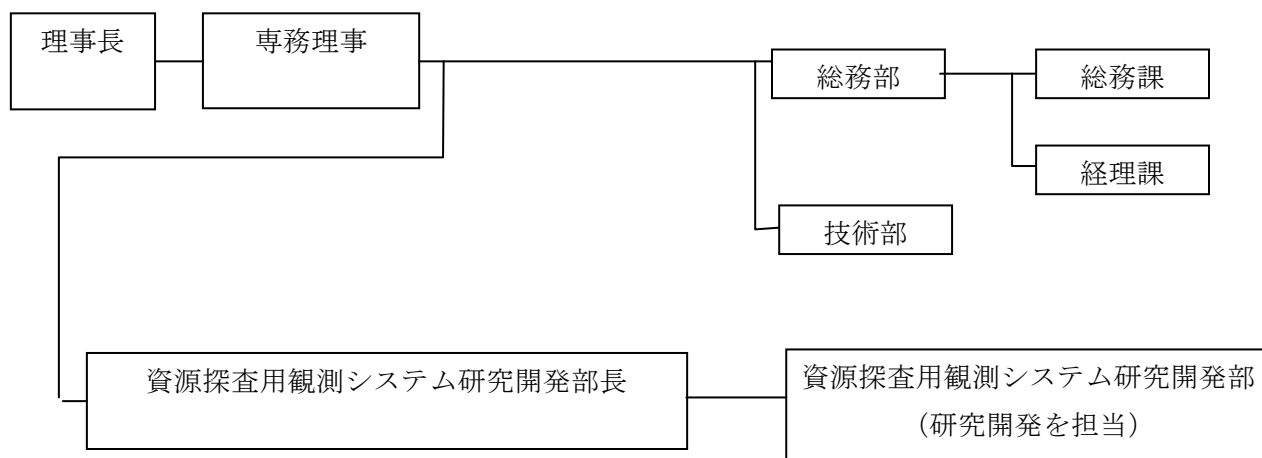 理事長
専務理事
総務部
総務課
経理課
技術部
資源探査用観測システム研究開発部長
資源探査用観測システム研究開発部
（研究開発を担当）